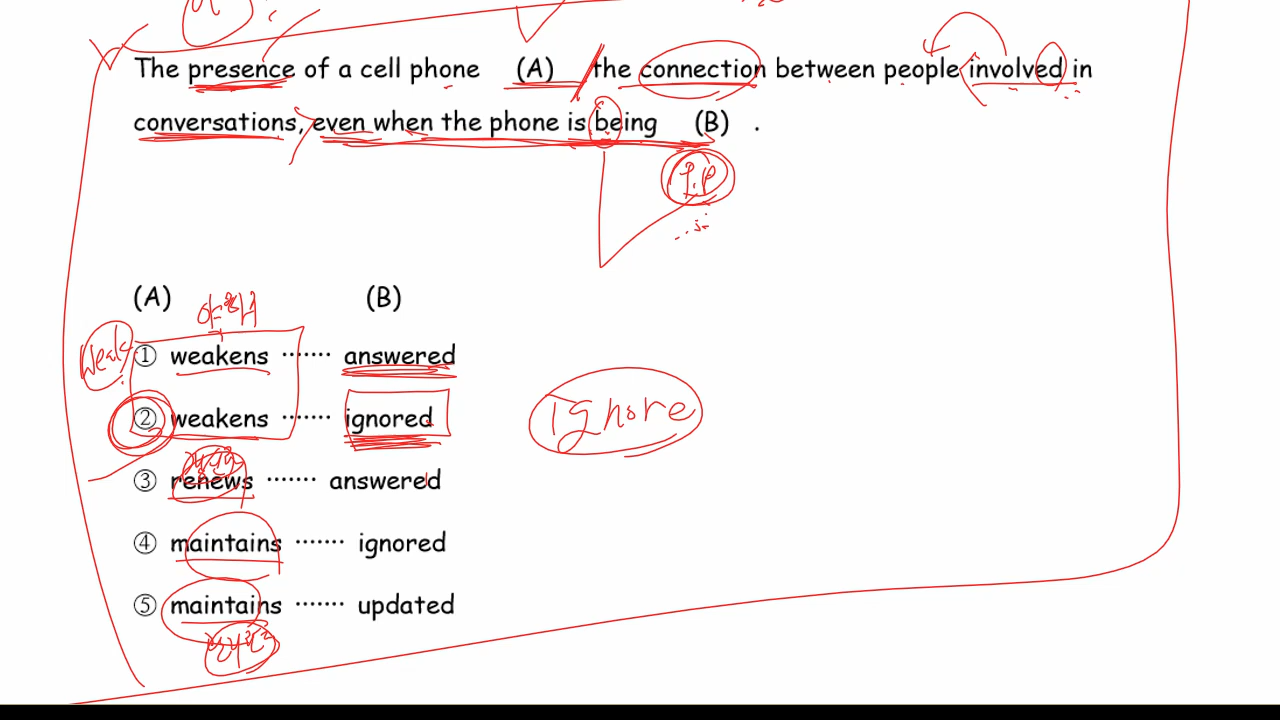 The presence of a cell phone (A) the connection between people involved in
conversations, even when the phone is being (B) .
P.P
(A) (B)
weak
① weakens ······· answered
② weakens ······· ignored
ignore
③ renews ······· answered
④ maintains ······· ignored
⑤ maintains ······· updated